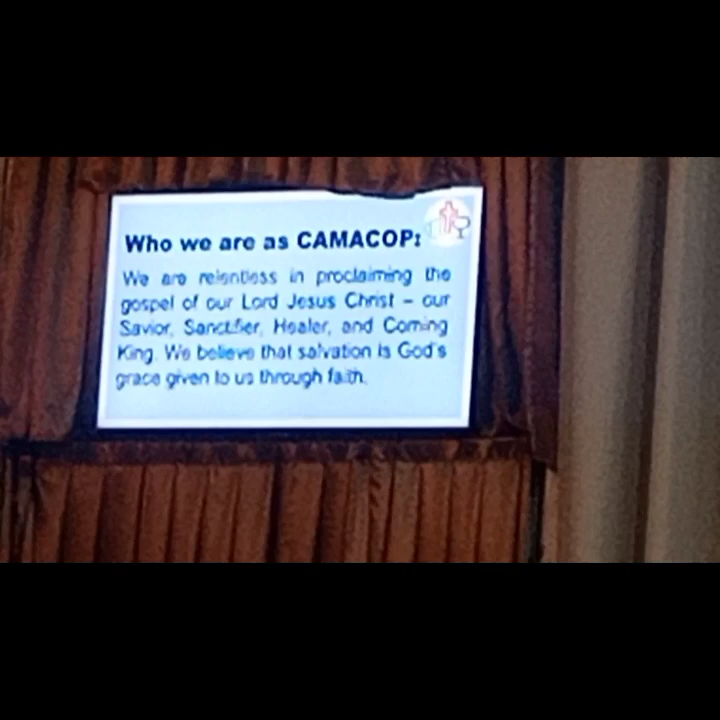 Who we are as CAMACOP:
We are relentless in proclaiming the
gospel of our Lord Jesus Christ – our
Savior, Sanctifier, Healer, and Coming
King. We believe that salvation is God's
grace given to us through faith.